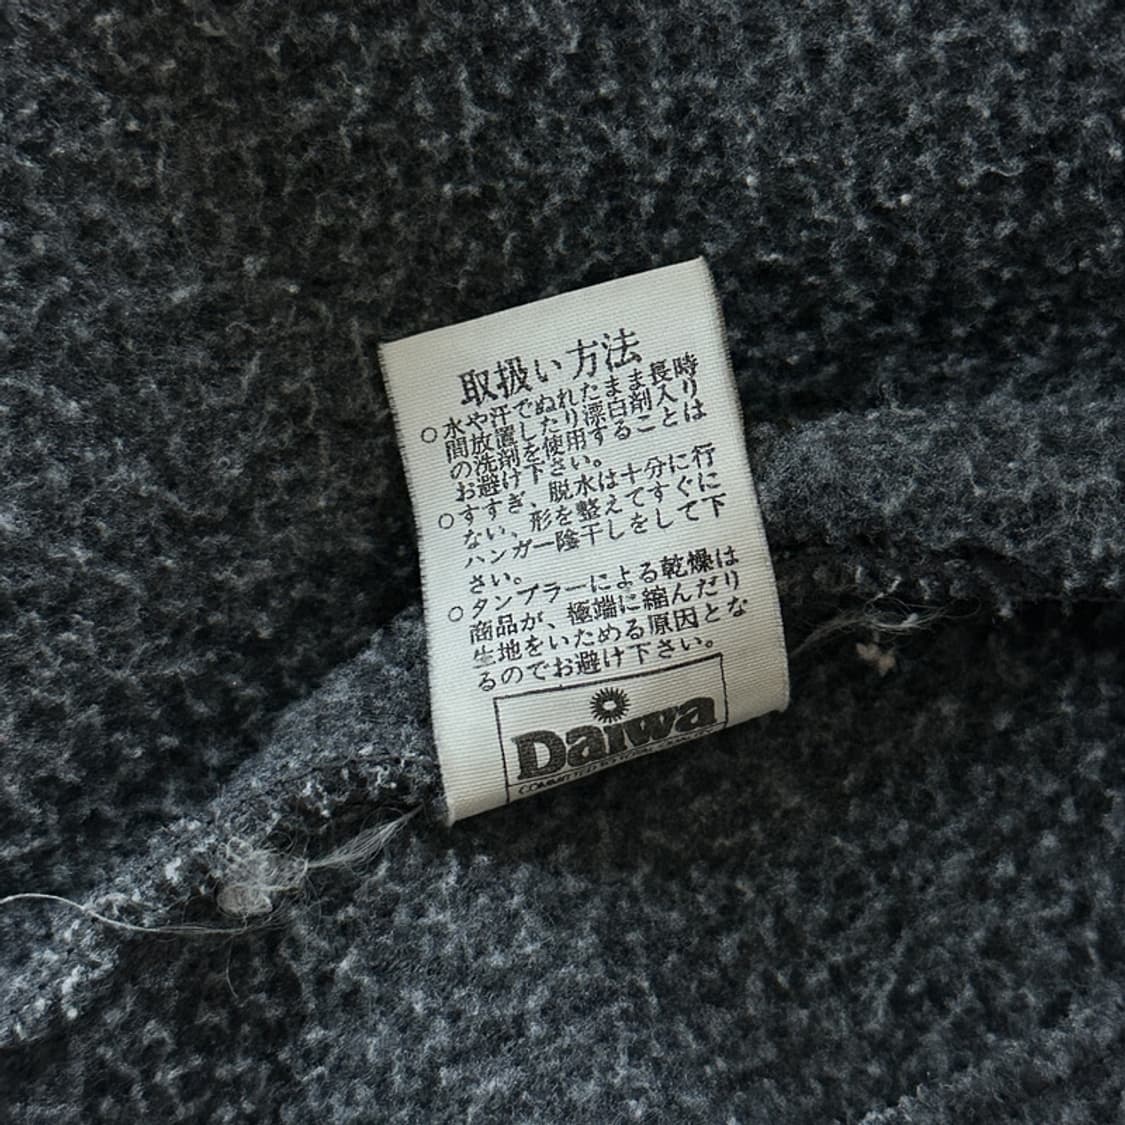 取扱い方法
○水や汗でぬれたまま長時
間放置したり漂白剤入り
の洗剤を使用することは
お避け下さい。
○すすぎ、脱水は十分に行
ない、形を整えてすぐに
ハンガー陰干しをして下
さい。
○タンブラーによる乾燥は
商品が、極端に縮んだり
生地をいためる原因とな
るのでお避け下さい。
Daiwa
COMMITTED TO